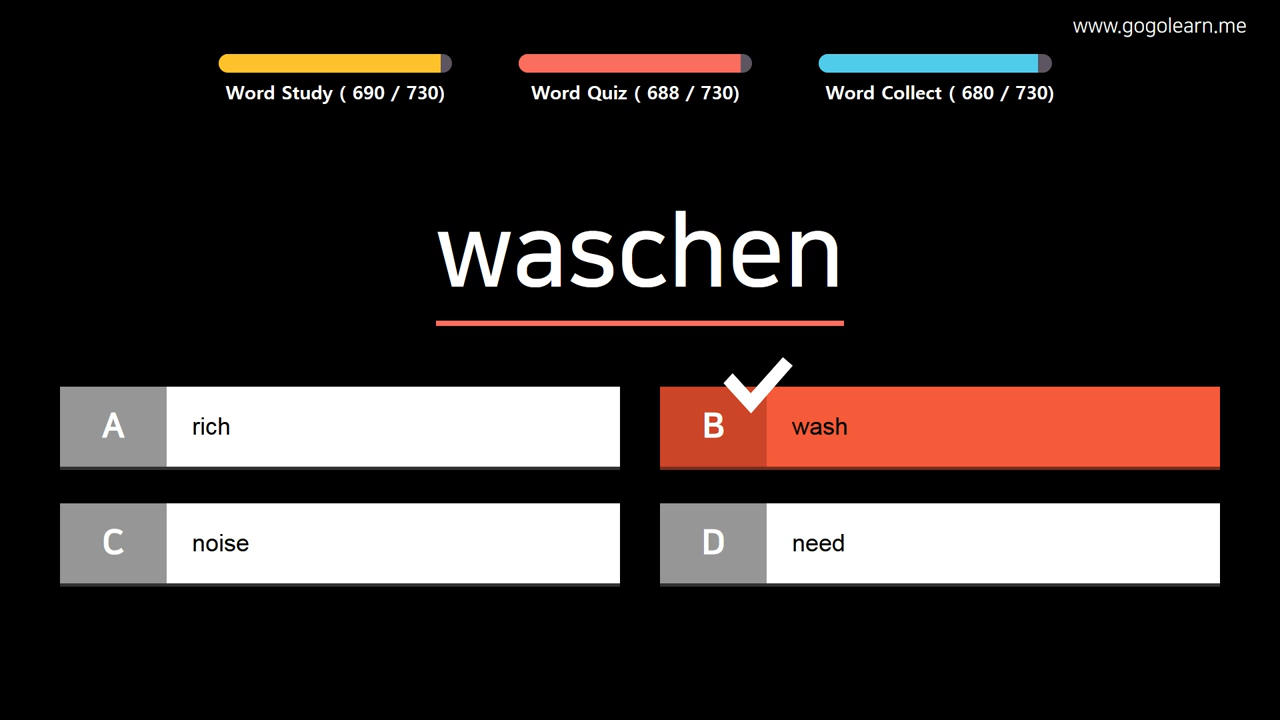 www.gogolearn.me
Word Study ( 690 / 730)
Word Quiz ( 688 / 730)
Word Collect ( 680 / 730)
waschen
A rich
B wash
C noise
D need